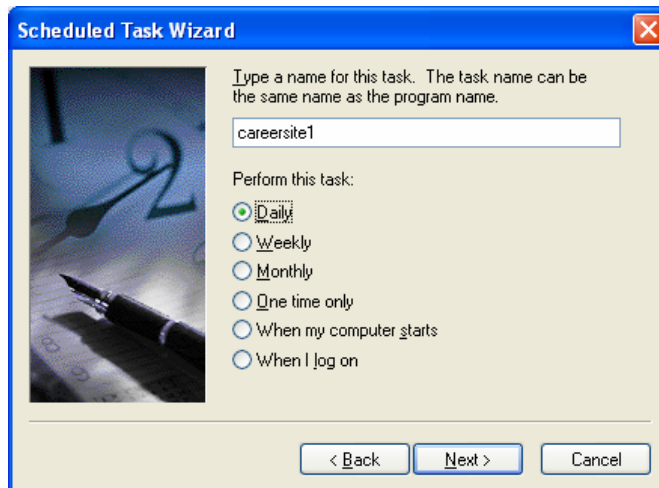 Scheduled Task Wizard
Type a name for this task. The task name can be
the same name as the program name.
careersite1
Perform this task:
Daily
Weekly
Monthly
One time only
When my computer starts
When I log on
< Back
Next >
Cancel